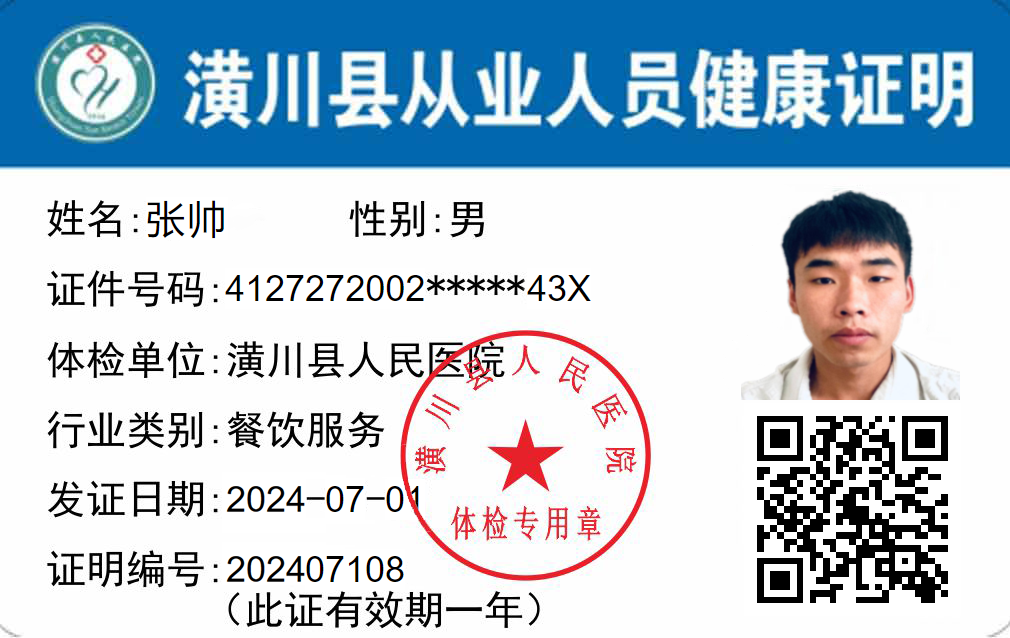 潢川县从业人员健康证明
姓名:张帅 性别:男
证件号码:4127272002*****43X
体检单位:潢川县人民医院
行业类别:餐饮服务
发证日期:2024-07-01
证明编号:202407108
(此证有效期一年)
潢川县人民医院
体检专用章